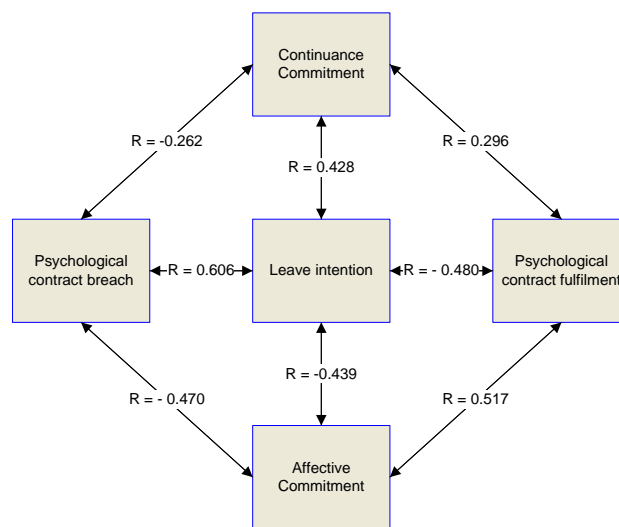 Continuance
Commitment
R = -0.262
R = 0.296
R = 0.428
Psychological
contract breach
R = 0.606
Leave intention
R = - 0.480
Psychological
contract fulfilment
R = -0.439
R = - 0.470
R = 0.517
Affective
Commitment